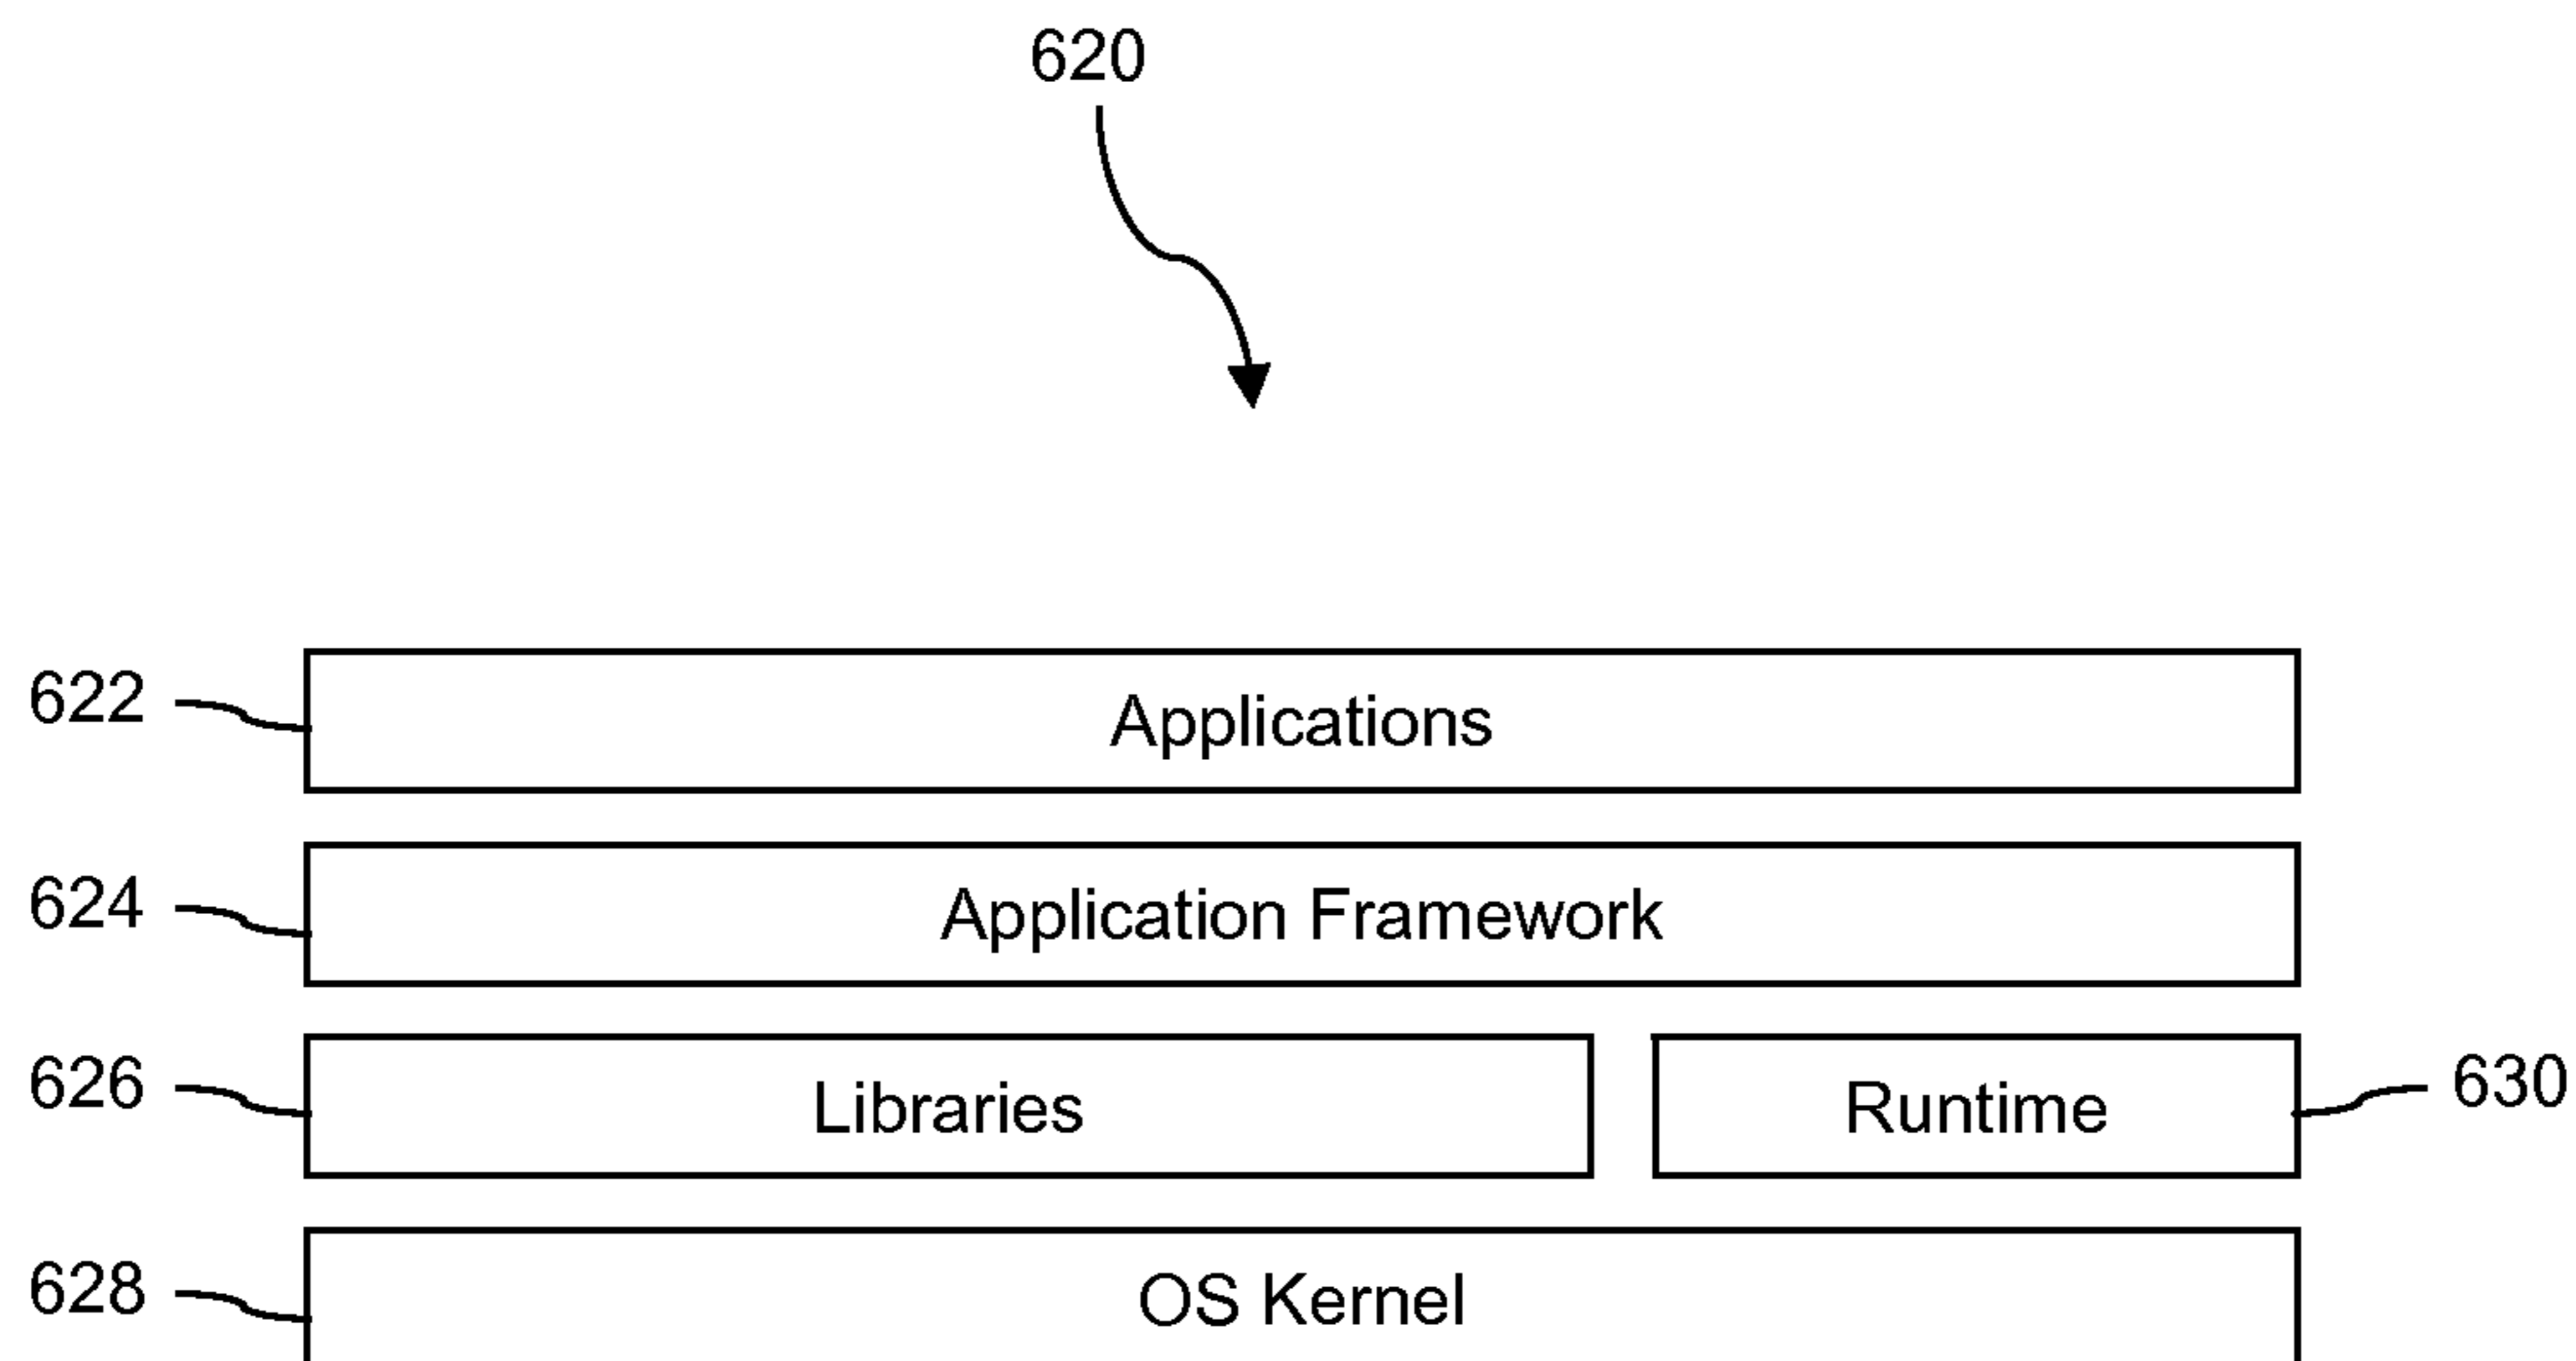 620
622 Applications
624 Application Framework
626 Libraries Runtime 630
628 OS Kernel